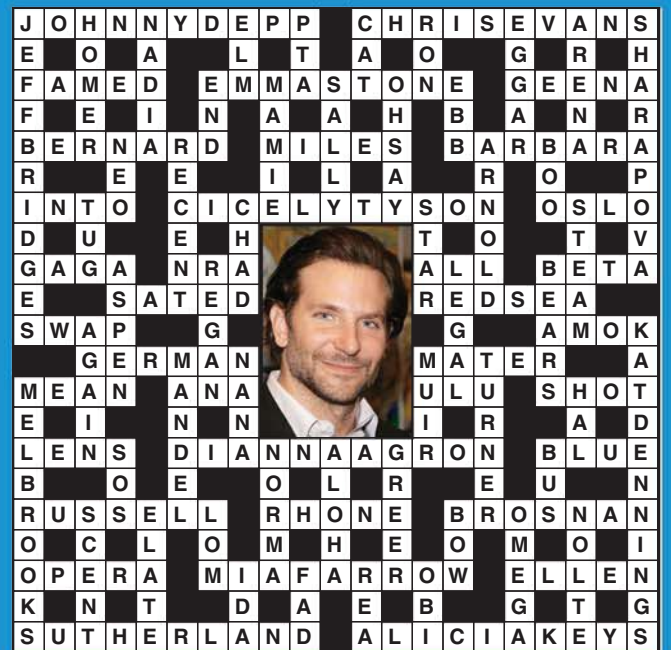 JOHNNYDEPP CHRISEVANS
E O A L T A O G R H
FAMED EMMASTONE GEENA
F E I N A A H B A N R
BERNARD MILES BARBARA
R E E I L A R O P
INTO CICELYTYSON OSLO
D U E H T O T V
GAGA NRA ALL BETA
E SATED REDSEA
SWAP G G AMOK
GERMAN MATER A
MEAN ANA ULU SHOT
E I N N I R A D
LENS DIANNAAGRON BLUE
B O E O L R E U N
RUSSELL RHONE BROSNAN
O C L O M H E O M O I
OPERA MIAFARROW ELLEN
K N T D A E B G T G
SUTHERLAND ALICIAKEYS